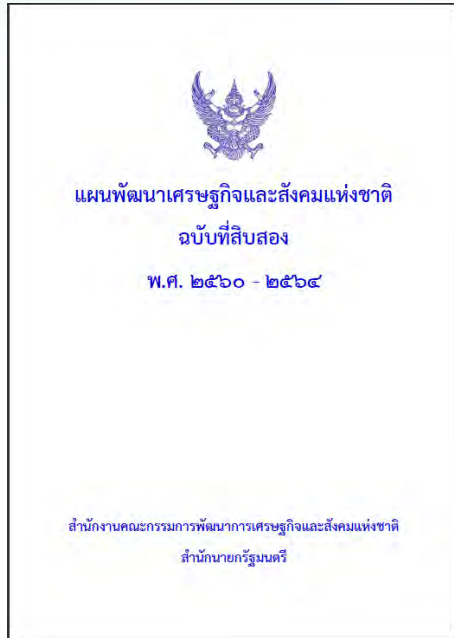 แผนพัฒนาเศรษฐกิจและสังคมแห่งชาติ
ฉบับที่สิบสอง
พ.ศ. ๒๕๖๐ - ๒๕๖๔
สำนักงานคณะกรรมการพัฒนาการเศรษฐกิจและสังคมแห่งชาติ
สำนักนายกรัฐมนตรี